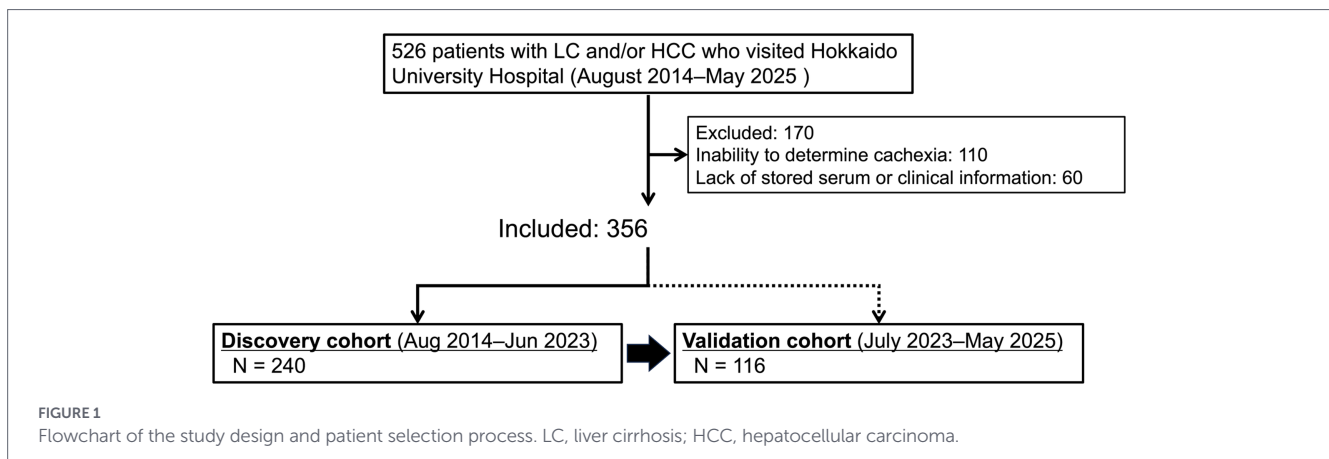 526 patients with LC and/or HCC who visited Hokkaido
University Hospital (August 2014–May 2025 )
Excluded: 170
Inability to determine cachexia: 110
Lack of stored serum or clinical information: 60
Included: 356
Discovery cohort (Aug 2014–Jun 2023)
N = 240
Validation cohort (July 2023–May 2025)
N = 116
FIGURE 1
Flowchart of the study design and patient selection process. LC, liver cirrhosis; HCC, hepatocellular carcinoma.